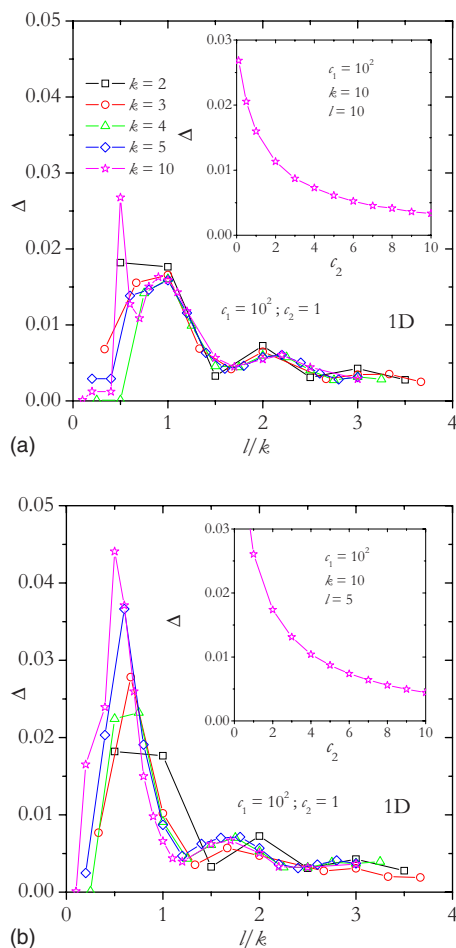 0.05
0.04
0.03
0.02
0.01
0.00
Δ
k = 2
k = 3
k = 4
k = 5
k = 10
0.03
0.02
0.01
0.00
Δ
c₁ = 10²
k = 10
l = 10
0 2 4 6 8 10
c₂
c₁ = 10² ; c₂ = 1
1D
0 1 2 3 4
l/k
(a)
0.05
0.04
0.03
0.02
0.01
0.00
Δ
0.03
0.02
0.01
0.00
Δ
c₁ = 10²
k = 10
l = 5
2 4 6 8 10
c₂
c₁ = 10² ; c₂ = 1
1D
0 1 2 3 4
l/k
(b)